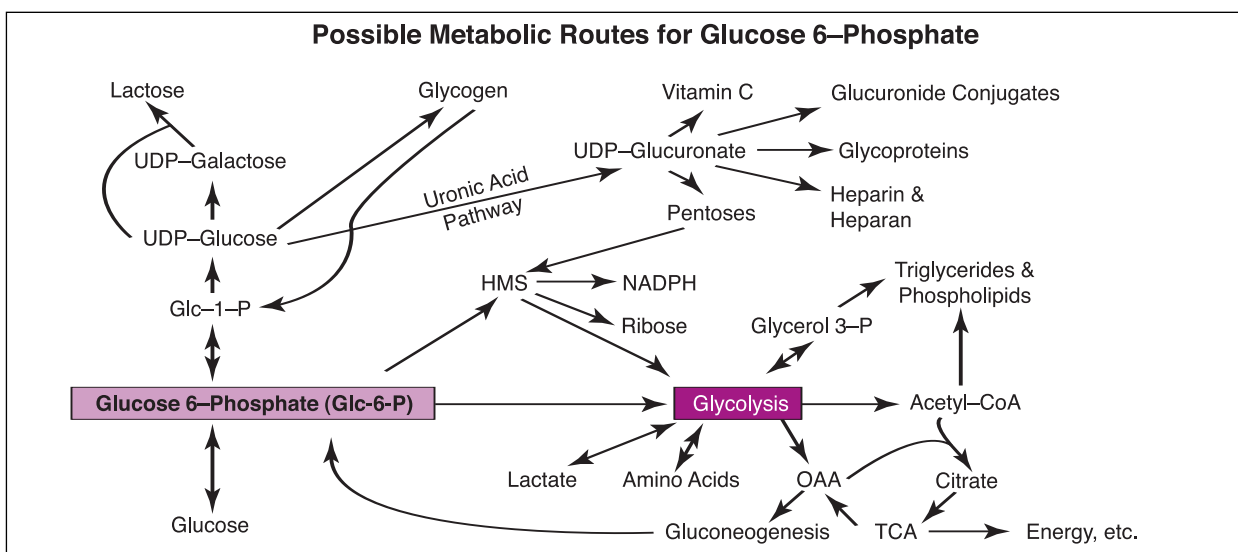 Possible Metabolic Routes for Glucose 6–Phosphate
Lactose
Glycogen
Vitamin C
Glucuronide Conjugates
UDP–Galactose
UDP–Glucuronate
Glycoproteins
Uronic Acid
Pathway
Heparin &
Heparan
Pentoses
UDP–Glucose
HMS
NADPH
Triglycerides &
Phospholipids
Glc–1–P
Ribose
Glycerol 3–P
Glucose 6–Phosphate (Glc-6-P)
Glycolysis
Acetyl–CoA
Lactate
Amino Acids
OAA
Citrate
Glucose
Gluconeogenesis
TCA
Energy, etc.